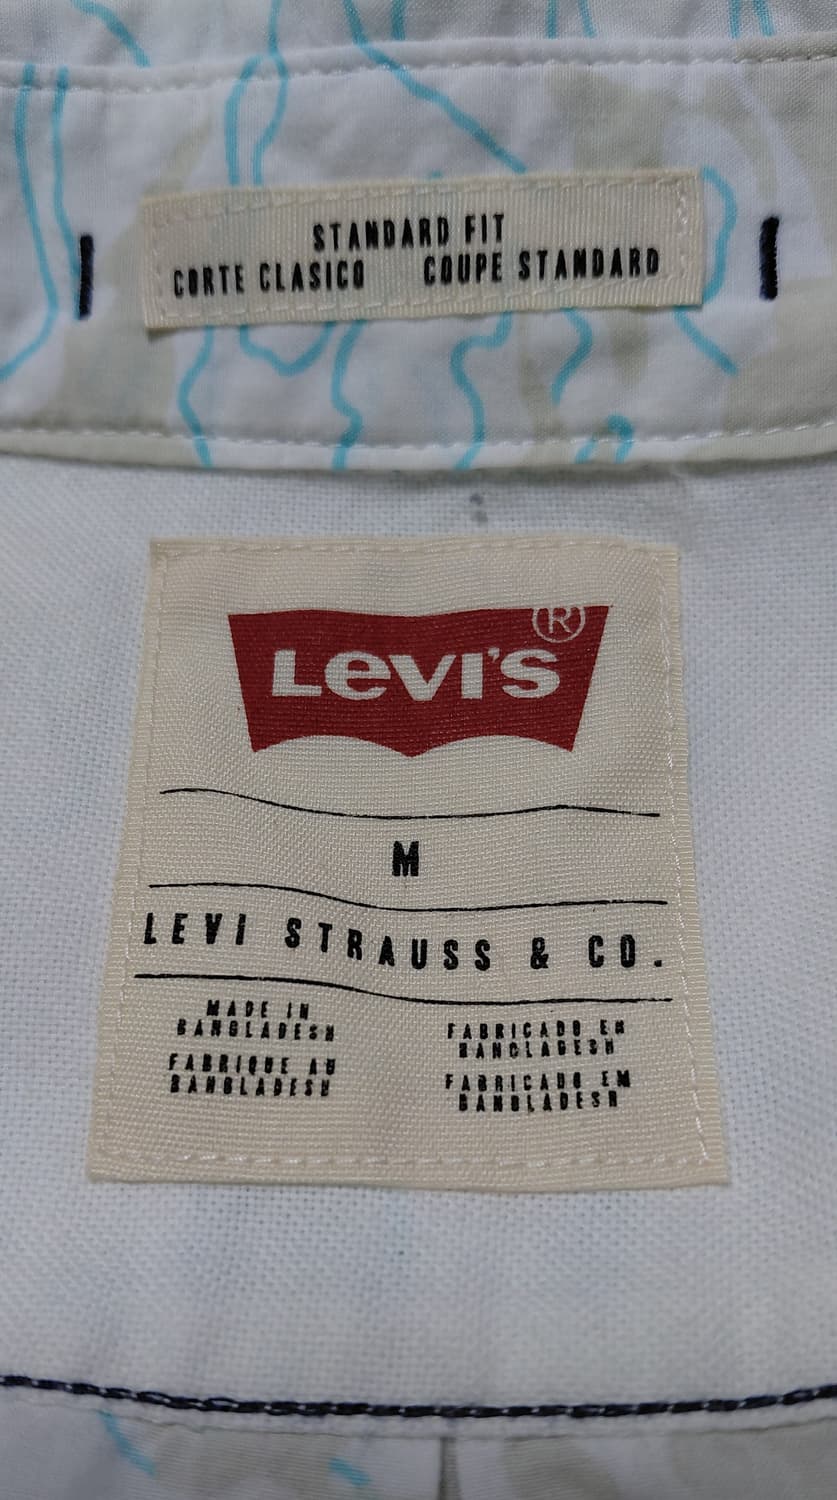 STANDARD FIT
CORTE CLASICO COUPE STANDARD
Levi's ®
M
LEVI STRAUSS & CO.
MADE IN
BANGLADESH
FABRIQUE AU
BANGLADESH
FABRICADO EN
BANGLADESH
FABRICADO EM
BANGLADESH